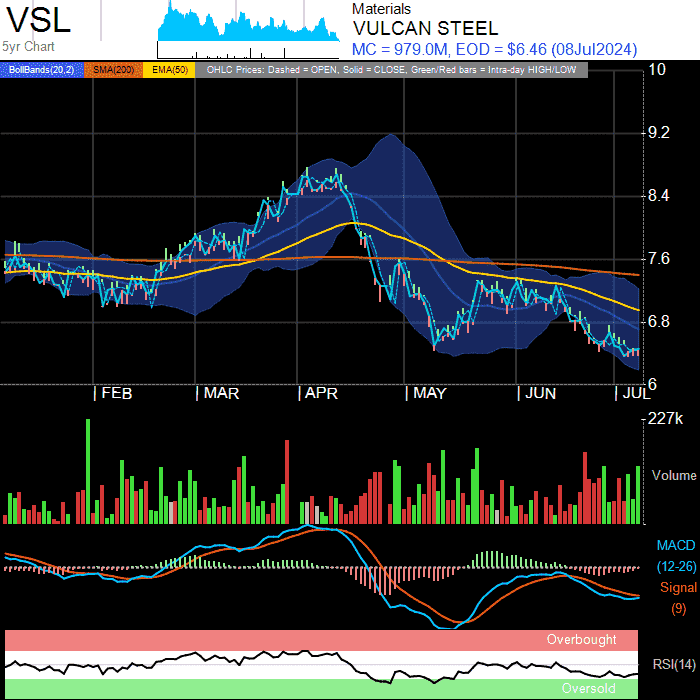 VSL
5yr Chart
Materials
VULCAN STEEL
MC = 979.0M, EOD = $6.46 (08Jul2024)
BollBands(20,2) SMA(200) EMA(50) OHLC Prices: Dashed = OPEN, Solid = CLOSE, Green/Red bars = Intra-day HIGH/LOW
10
9.2
8.4
7.6
6.8
6
| FEB | MAR | APR | MAY | JUN | JUL
227k
Volume
MACD
(12-26)
Signal
(9)
Overbought
RSI(14)
Oversold